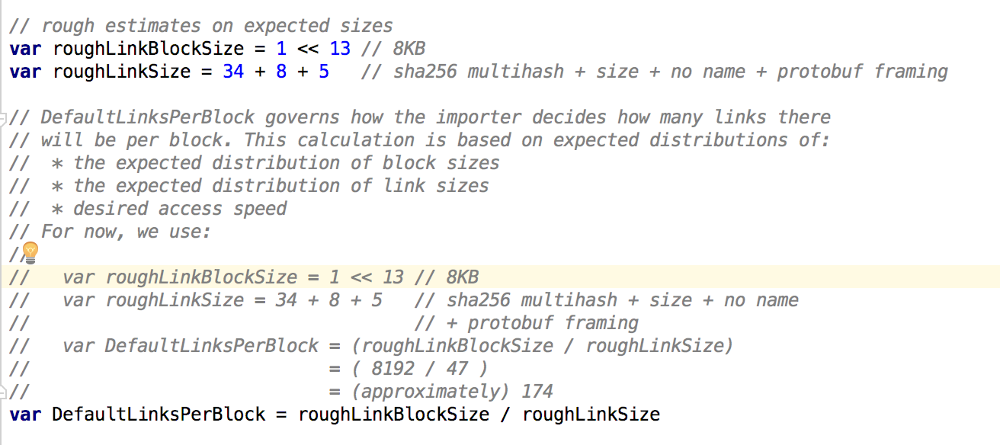 // rough estimates on expected sizes
var roughLinkBlockSize = 1 << 13 // 8KB
var roughLinkSize = 34 + 8 + 5   // sha256 multihash + size + no name + protobuf framing

// DefaultLinksPerBlock governs how the importer decides how many links there
// will be per block. This calculation is based on expected distributions of:
//  * the expected distribution of block sizes
//  * the expected distribution of link sizes
//  * desired access speed
// For now, we use:
//
//   var roughLinkBlockSize = 1 << 13 // 8KB
//   var roughLinkSize = 34 + 8 + 5   // sha256 multihash + size + no name
//                                    // + protobuf framing
//   var DefaultLinksPerBlock = (roughLinkBlockSize / roughLinkSize)
//                            = ( 8192 / 47 )
//                            = (approximately) 174
var DefaultLinksPerBlock = roughLinkBlockSize / roughLinkSize